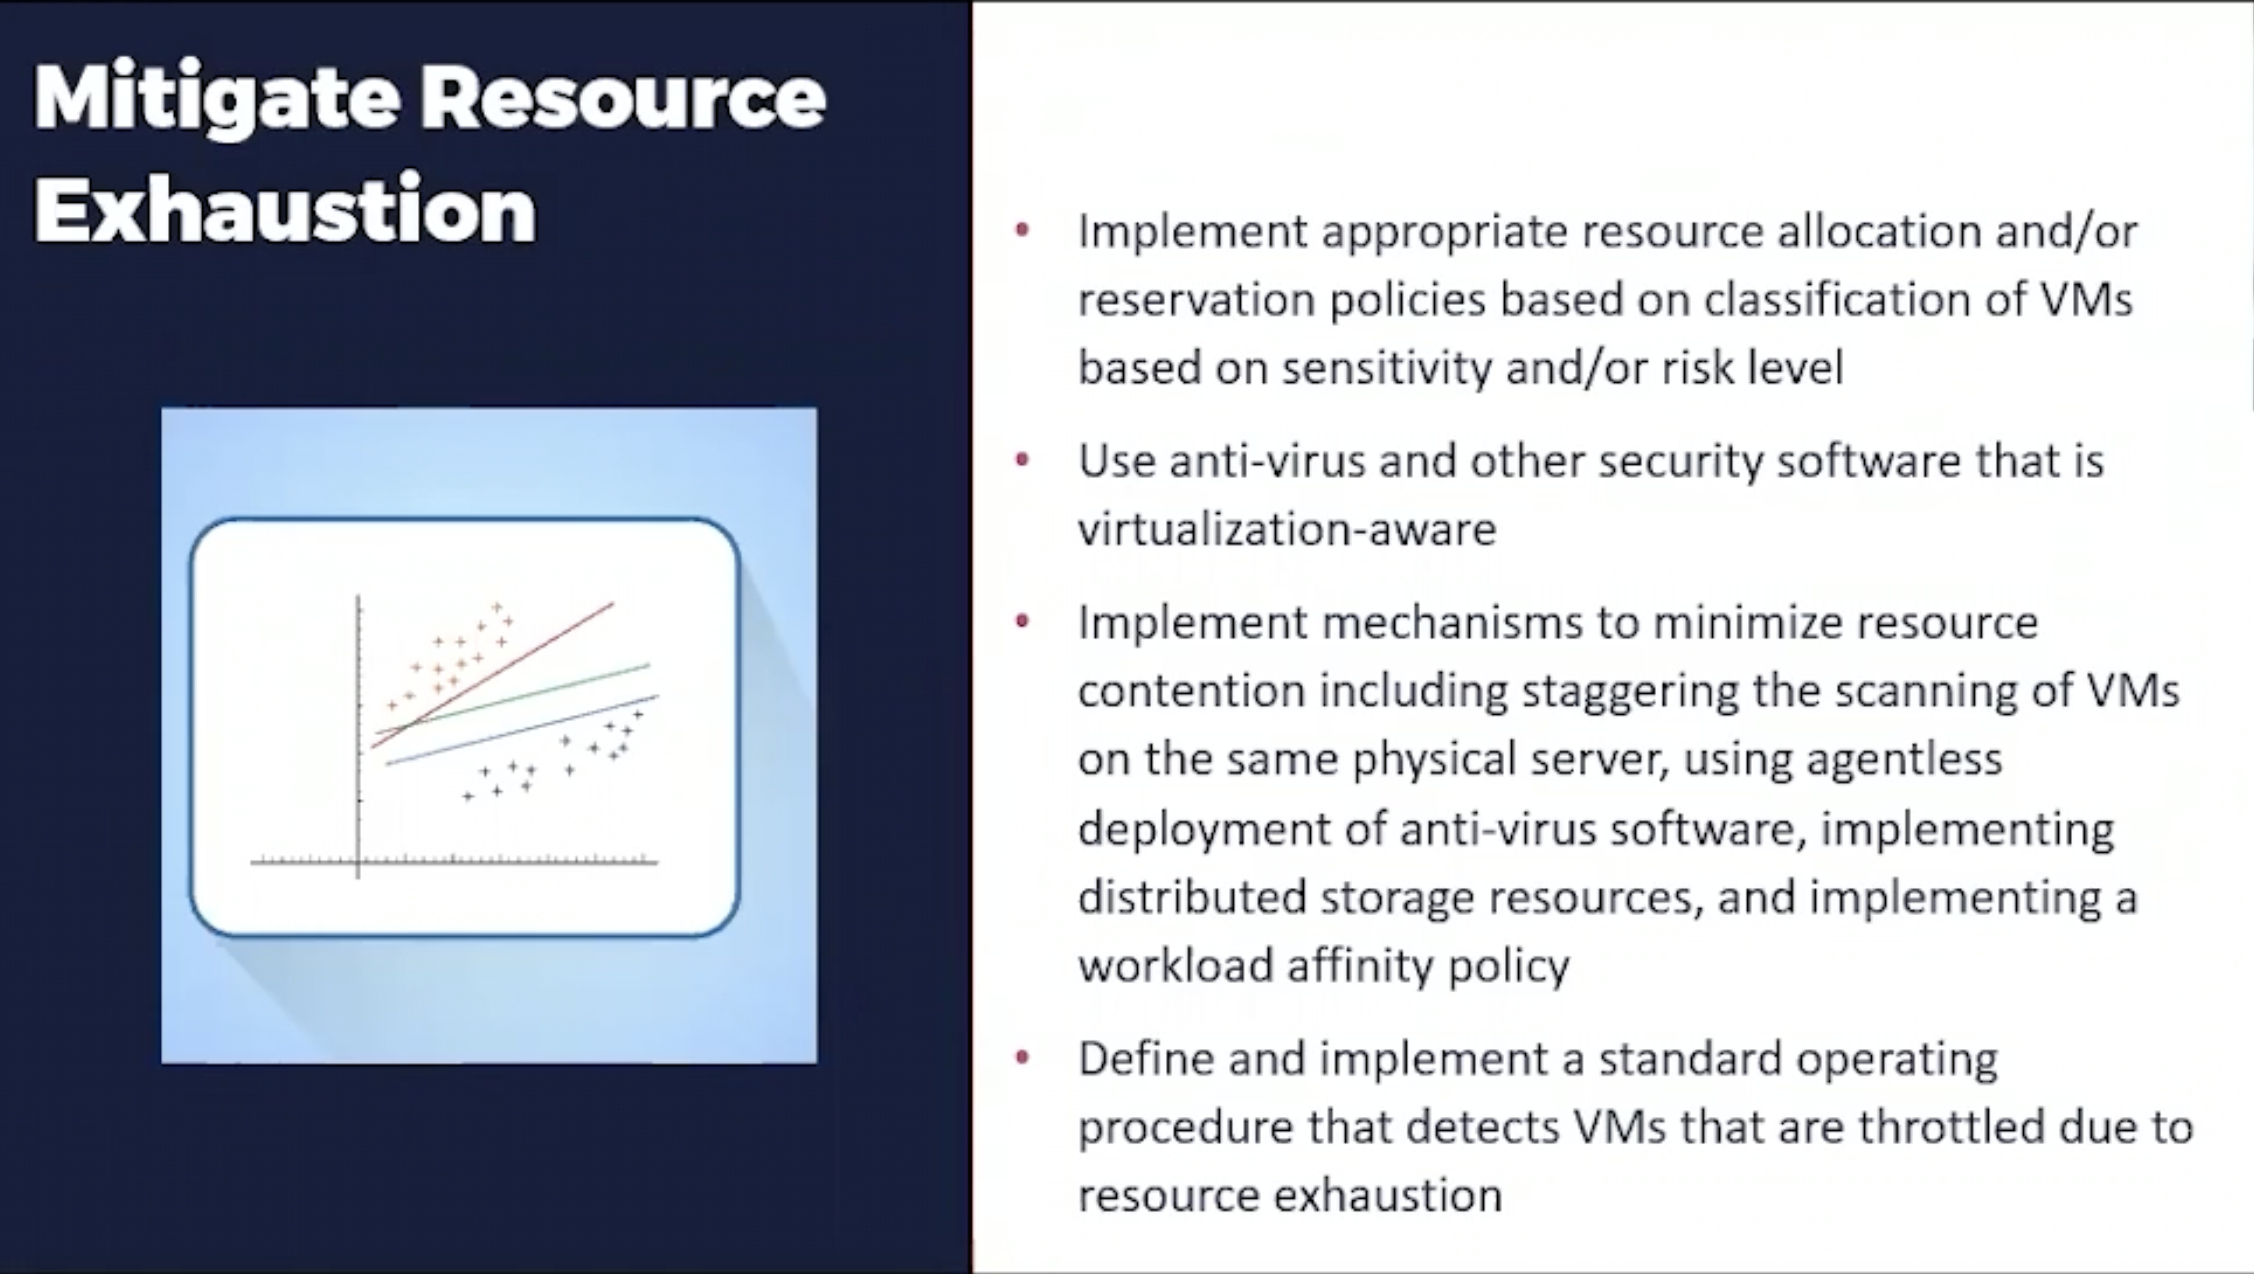 Mitigate Resource
Exhaustion
• Implement appropriate resource allocation and/or
reservation policies based on classification of VMs
based on sensitivity and/or risk level
• Use anti-virus and other security software that is
virtualization-aware
• Implement mechanisms to minimize resource
contention including staggering the scanning of VMs
on the same physical server, using agentless
deployment of anti-virus software, implementing
distributed storage resources, and implementing a
workload affinity policy
• Define and implement a standard operating
procedure that detects VMs that are throttled due to
resource exhaustion